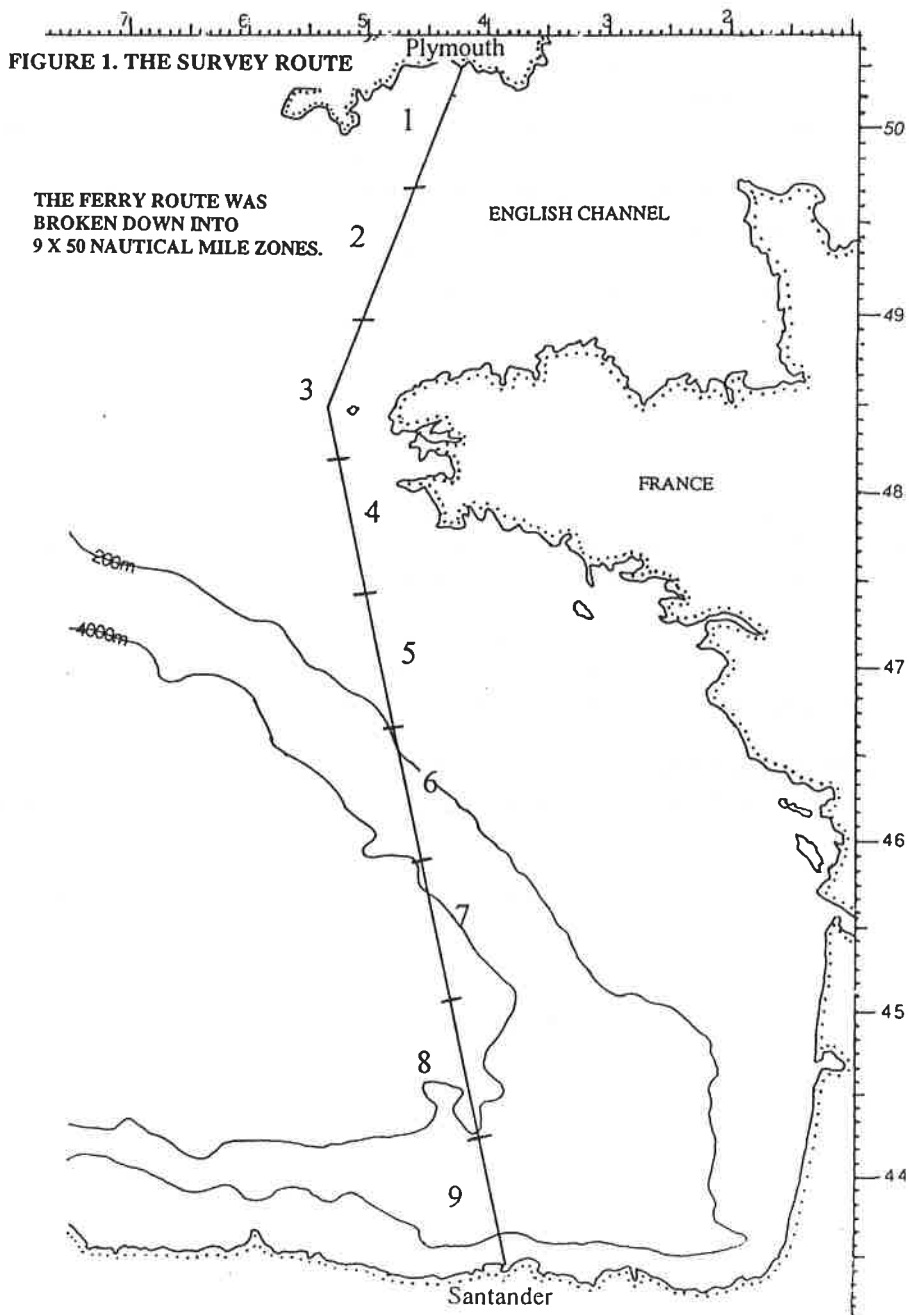 7 6 5 4 3 2
Plymouth
FIGURE 1. THE SURVEY ROUTE
1
50
THE FERRY ROUTE WAS
BROKEN DOWN INTO
9 X 50 NAUTICAL MILE ZONES.
ENGLISH CHANNEL
2
49
3
4
FRANCE
48
200m
4000m
5
47
6
46
7
45
8
44
9
Santander